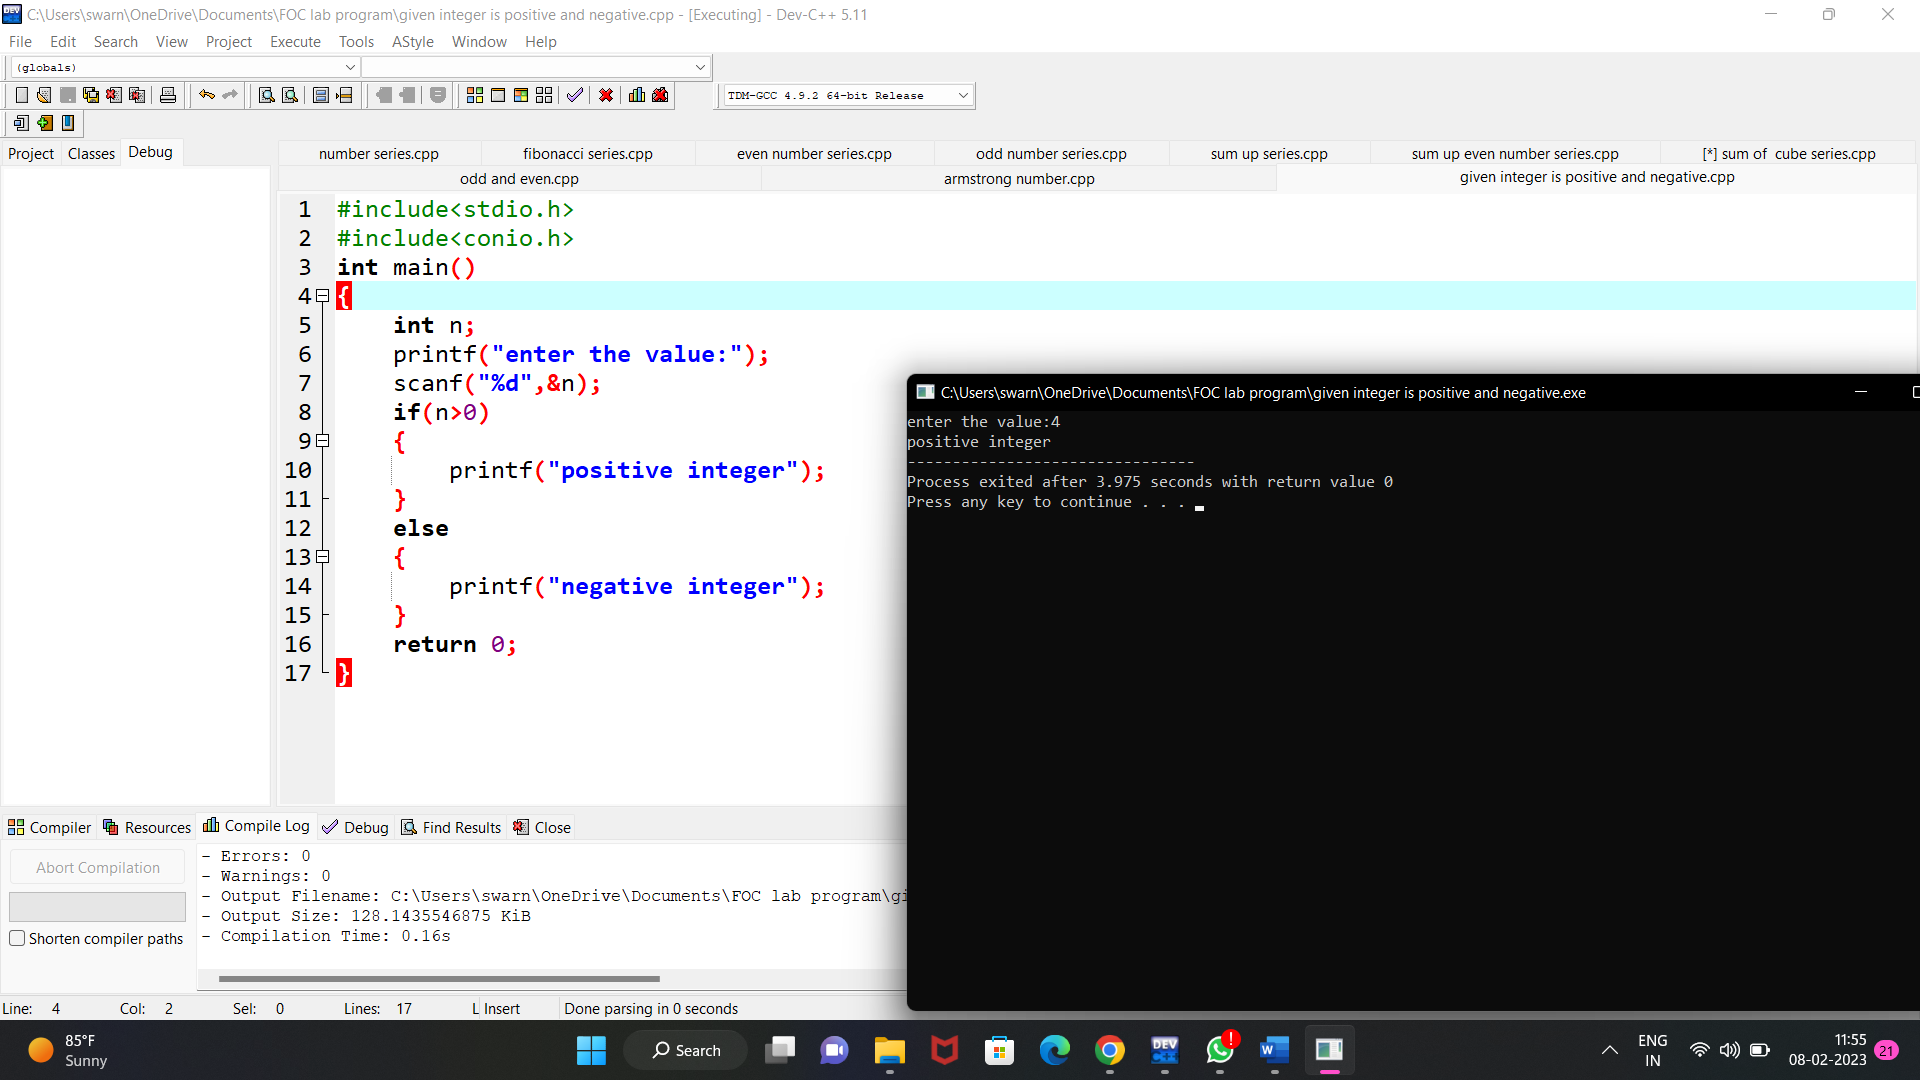 C:\Users\swarn\OneDrive\Documents\FOC lab program\given integer is positive and negative.cpp - [Executing] - Dev-C++ 5.11
File Edit Search View Project Execute Tools AStyle Window Help
(globals)
TDM-GCC 4.9.2 64-bit Release
Project Classes Debug
number series.cpp fibonacci series.cpp even number series.cpp odd number series.cpp sum up series.cpp sum up even number series.cpp [*] sum of  cube series.cpp
odd and even.cpp armstrong number.cpp given integer is positive and negative.cpp
1 #include<stdio.h>
2 #include<conio.h>
3 int main()
4 {
5 int n;
6 printf("enter the value:");
7 scanf("%d",&n);
8 if(n>0)
9 {
10 printf("positive integer");
11 }
12 else
13 {
14 printf("negative integer");
15 }
16 return 0;
17 }
C:\Users\swarn\OneDrive\Documents\FOC lab program\given integer is positive and negative.exe
enter the value:4
positive integer
--------------------------------
Process exited after 3.975 seconds with return value 0
Press any key to continue . . .
Compiler Resources Compile Log Debug Find Results Close
Abort Compilation
Shorten compiler paths
- Errors: 0
- Warnings: 0
- Output Filename: C:\Users\swarn\OneDrive\Documents\FOC lab program\gi
- Output Size: 128.1435546875 KiB
- Compilation Time: 0.16s
Line: 4 Col: 2 Sel: 0 Lines: 17 L Insert Done parsing in 0 seconds
85°F
Sunny
Search
DEV C++
W
ENG
IN
11:55
08-02-2023
21